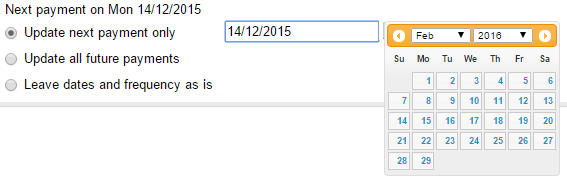 Next payment on Mon 14/12/2015
Update next payment only 14/12/2015
Update all future payments
Leave dates and frequency as is
Feb 2016
Su Mo Tu We Th Fr Sa
1 2 3 4 5 6
7 8 9 10 11 12 13
14 15 16 17 18 19 20
21 22 23 24 25 26 27
28 29